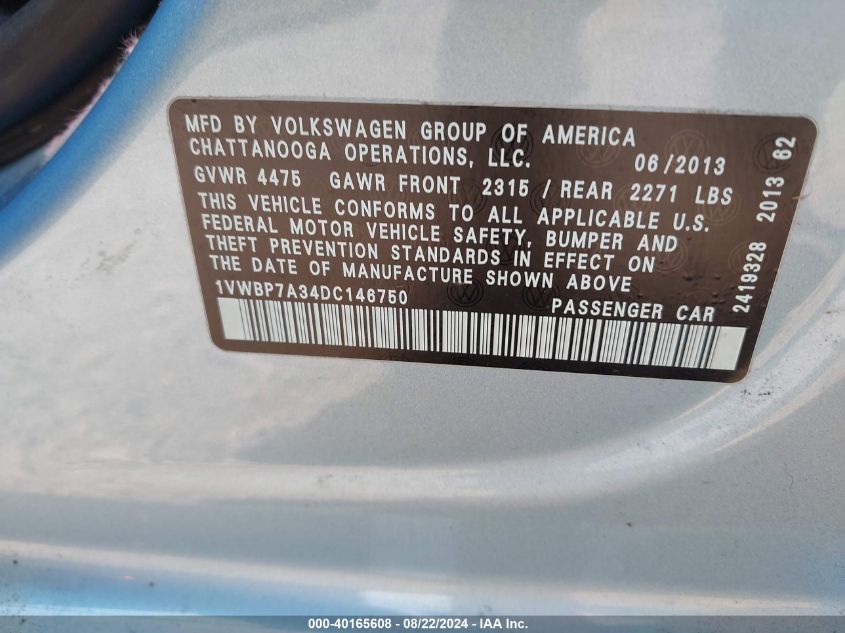 MFD BY VOLKSWAGEN GROUP OF AMERICA
CHATTANOOGA OPERATIONS, LLC. 06/2013
GVWR 4475 GAWR FRONT 2315 / REAR 2271 LBS
THIS VEHICLE CONFORMS TO ALL APPLICABLE U.S.
FEDERAL MOTOR VEHICLE SAFETY, BUMPER AND
THEFT PREVENTION STANDARDS IN EFFECT ON
THE DATE OF MANUFACTURE SHOWN ABOVE
1VWBP7A34DC146750 PASSENGER CAR
2419328 2013 62
000-40165608 - 08/22/2024 - IAAI Inc.